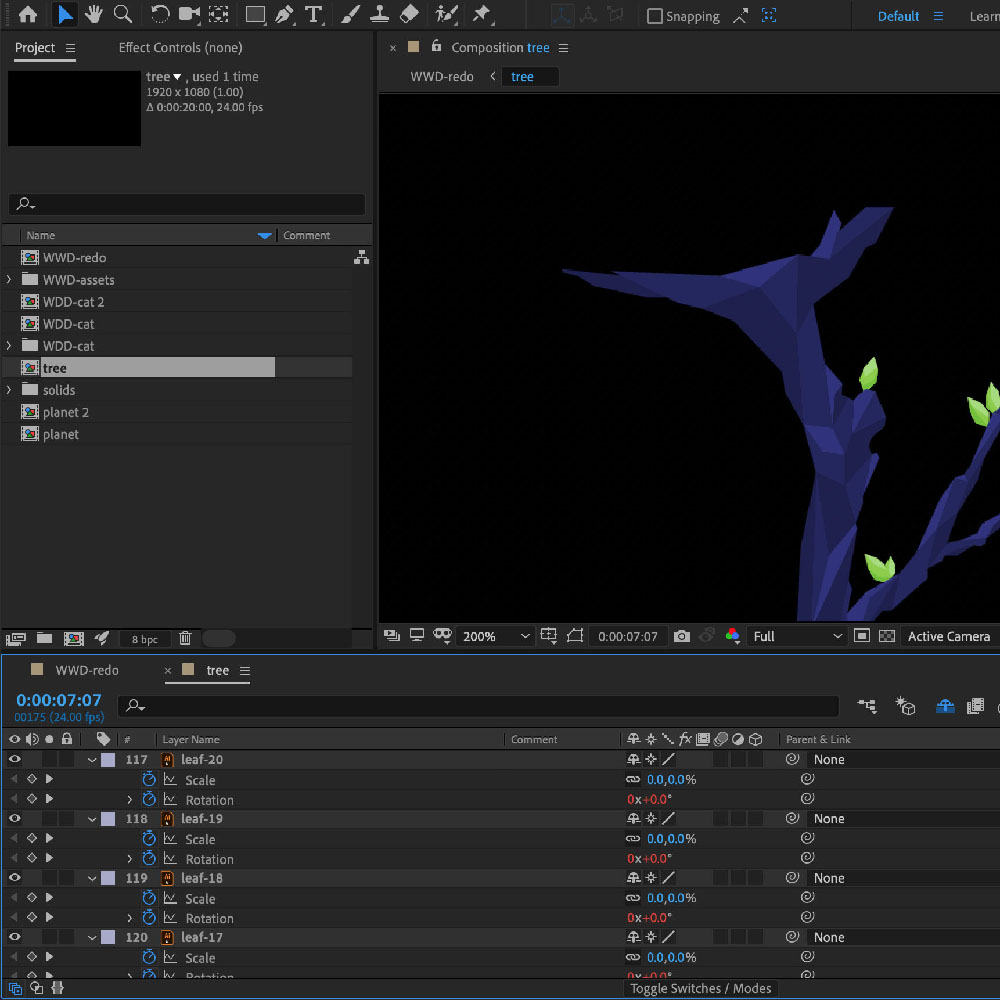 Snapping
Default
Learn
Project
Effect Controls (none)
Composition tree
tree , used 1 time
1920 x 1080 (1.00)
Δ 0:00:20:00, 24.00 fps
WWD-redo
tree
Name
Comment
WWD-redo
WWD-assets
WDD-cat 2
WDD-cat
WDD-cat
tree
solids
planet 2
planet
8 bpc
200%
0:00:07:07
Full
Active Camera
WWD-redo
× tree
0:00:07:07
00175 (24.00 fps)
# Layer Name Comment fx Parent & Link
117 Ai leaf-20 None
Scale 0.0,0.0%
Rotation 0x+0.0°
118 Ai leaf-19 None
Scale 0.0,0.0%
Rotation 0x+0.0°
119 Ai leaf-18 None
Scale 0.0,0.0%
Rotation 0x+0.0°
120 Ai leaf-17 None
Scale 0.0,0.0%
Rotation 0x+0.0°
Toggle Switches / Modes